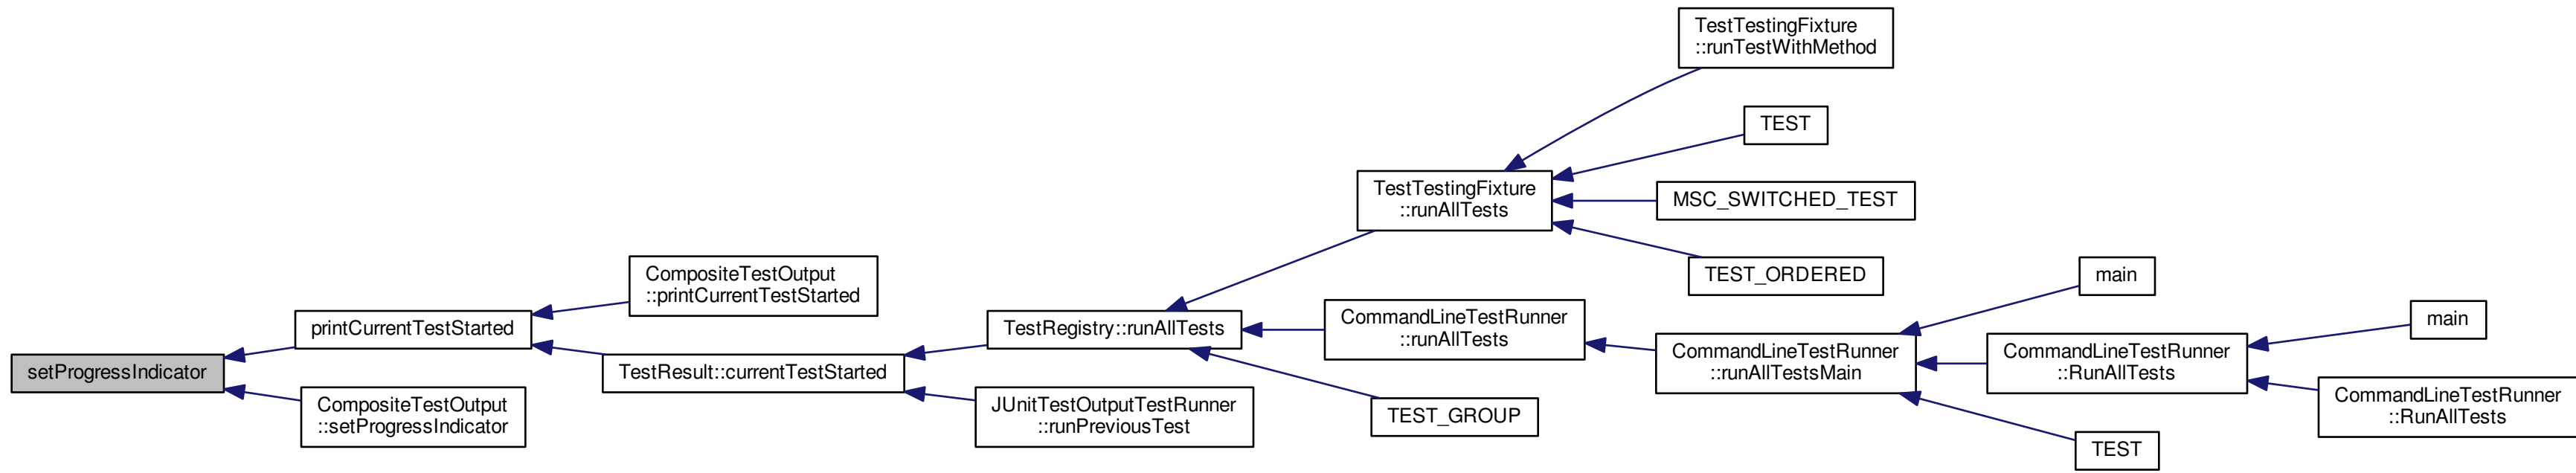 setProgressIndicator
printCurrentTestStarted
CompositeTestOutput
::setProgressIndicator
CompositeTestOutput
::printCurrentTestStarted
TestResult::currentTestStarted
TestRegistry::runAllTests
JUnitTestOutputTestRunner
::runPreviousTest
TestTestingFixture
::runAllTests
CommandLineTestRunner
::runAllTests
TEST_GROUP
TestTestingFixture
::runTestWithMethod
TEST
MSC_SWITCHED_TEST
TEST_ORDERED
CommandLineTestRunner
::runAllTestsMain
main
CommandLineTestRunner
::RunAllTests
TEST
main
CommandLineTestRunner
::RunAllTests